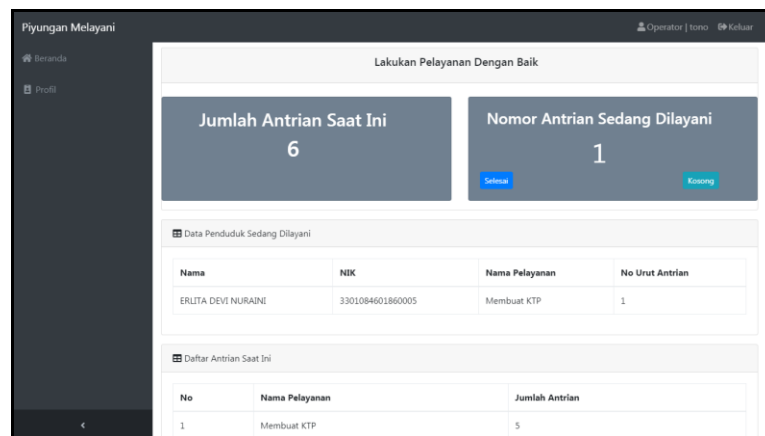 Piyungan Melayani
Operator | tono Keluar
Beranda
Profil
Lakukan Pelayanan Dengan Baik
Jumlah Antrian Saat Ini
6
Nomor Antrian Sedang Dilayani
1
Selesai Kosong
Data Penduduk Sedang Dilayani
Nama NIK Nama Pelayanan No Urut Antrian
ERLITA DEVI NURAINI 3301084601860005 Membuat KTP 1
Daftar Antrian Saat Ini
No Nama Pelayanan Jumlah Antrian
1 Membuat KTP 5